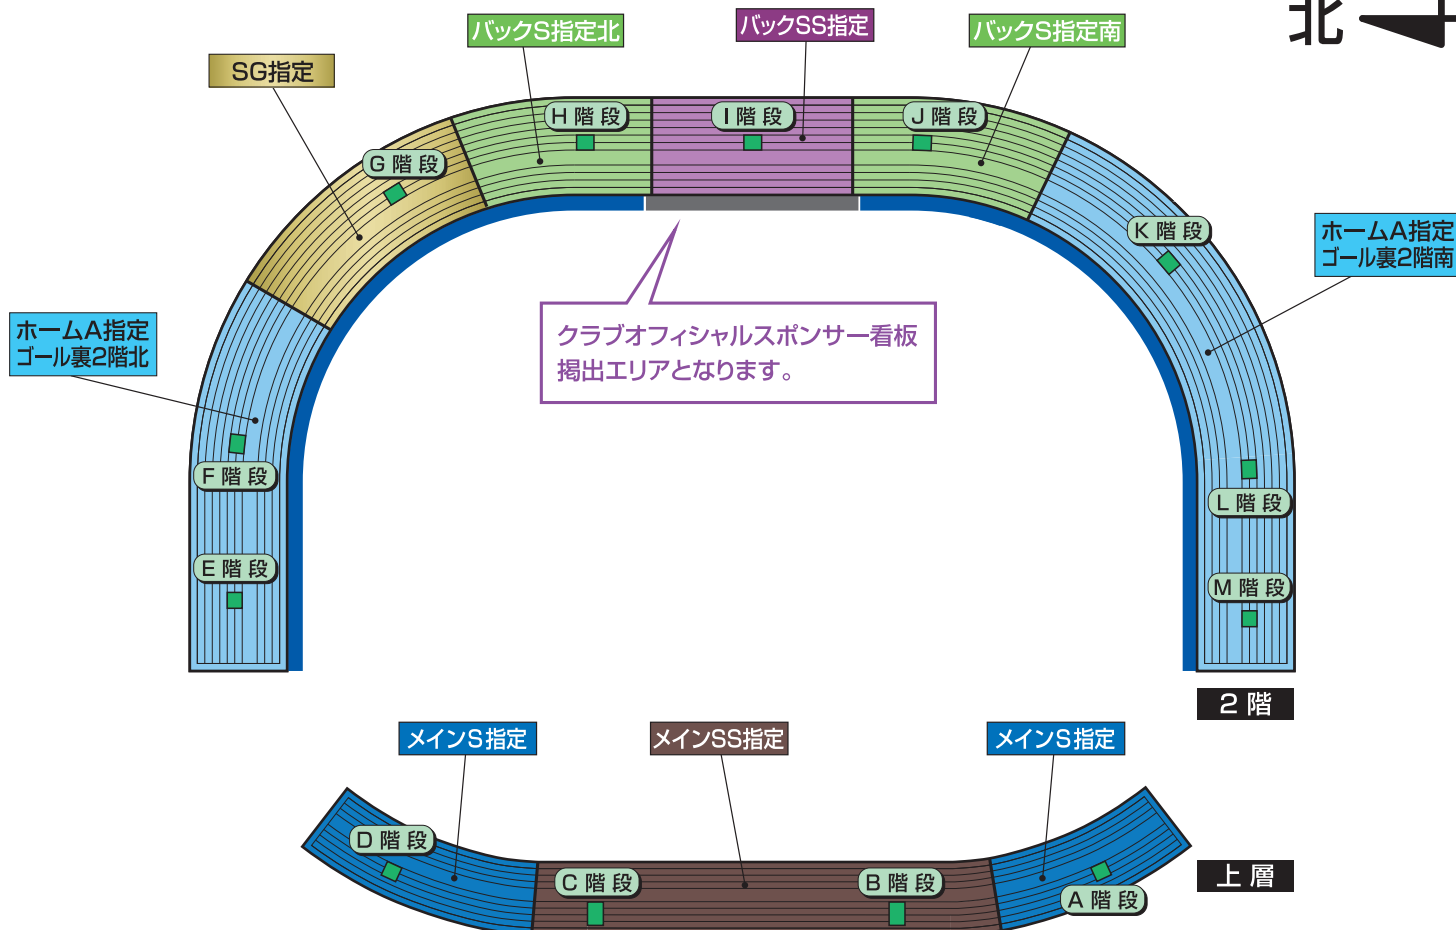 北
バックS指定北
バックSS指定
バックS指定南
SG指定
H 階 段
I 階 段
J 階 段
G 階 段
K 階 段
ホームA指定
ゴール裏2階南
ホームA指定
ゴール裏2階北
クラブオフィシャルスポンサー看板
掲出エリアとなります。
F 階 段
L 階 段
E 階 段
M 階 段
2 階
メインS指定
メインSS指定
メインS指定
D 階 段
C 階 段
B 階 段
A 階 段
上 層